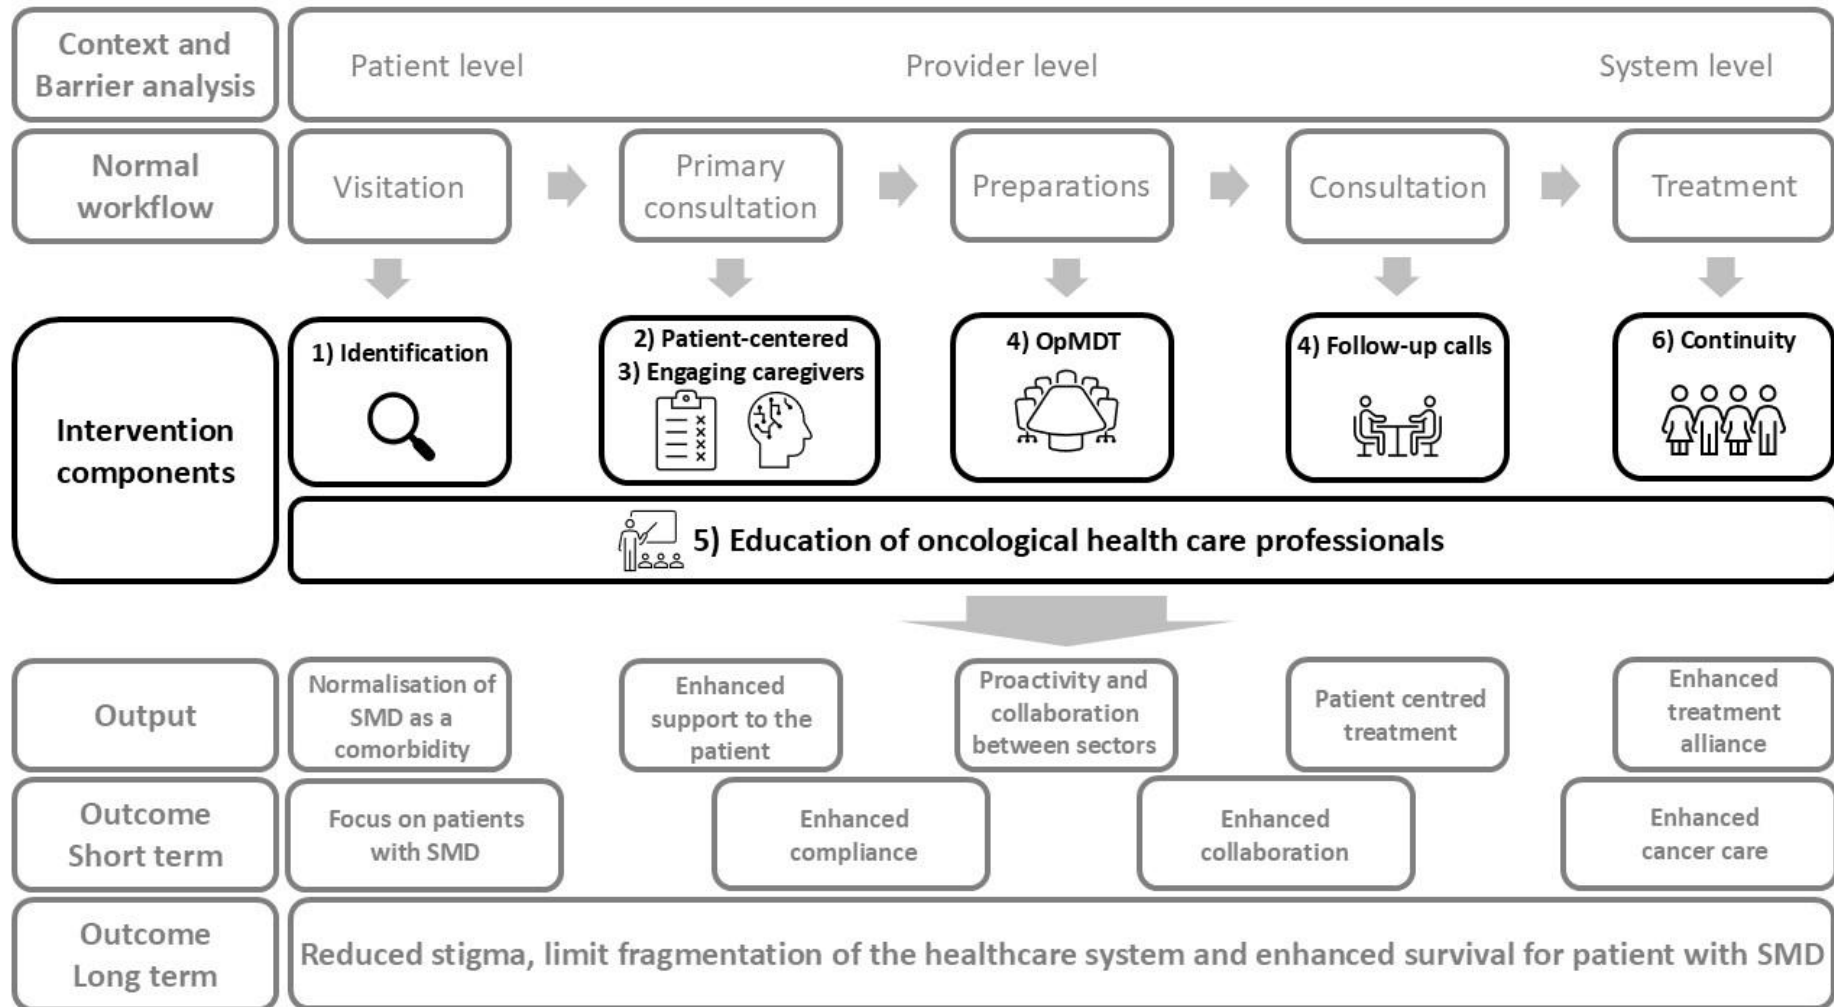 Context and
Barrier analysis
Patient level
Provider level
System level
Normal
workflow
Visitation
Primary
consultation
Preparations
Consultation
Treatment
Intervention
components
1) Identification
2) Patient-centered
3) Engaging caregivers
4) OpMDT
4) Follow-up calls
6) Continuity
5) Education of oncological health care professionals
Output
Normalisation of
SMD as a
comorbidity
Enhanced
support to the
patient
Proactivity and
collaboration
between sectors
Patient centred
treatment
Enhanced
treatment
alliance
Outcome
Short term
Focus on patients
with SMD
Enhanced
compliance
Enhanced
collaboration
Enhanced
cancer care
Outcome
Long term
Reduced stigma, limit fragmentation of the healthcare system and enhanced survival for patient with SMD